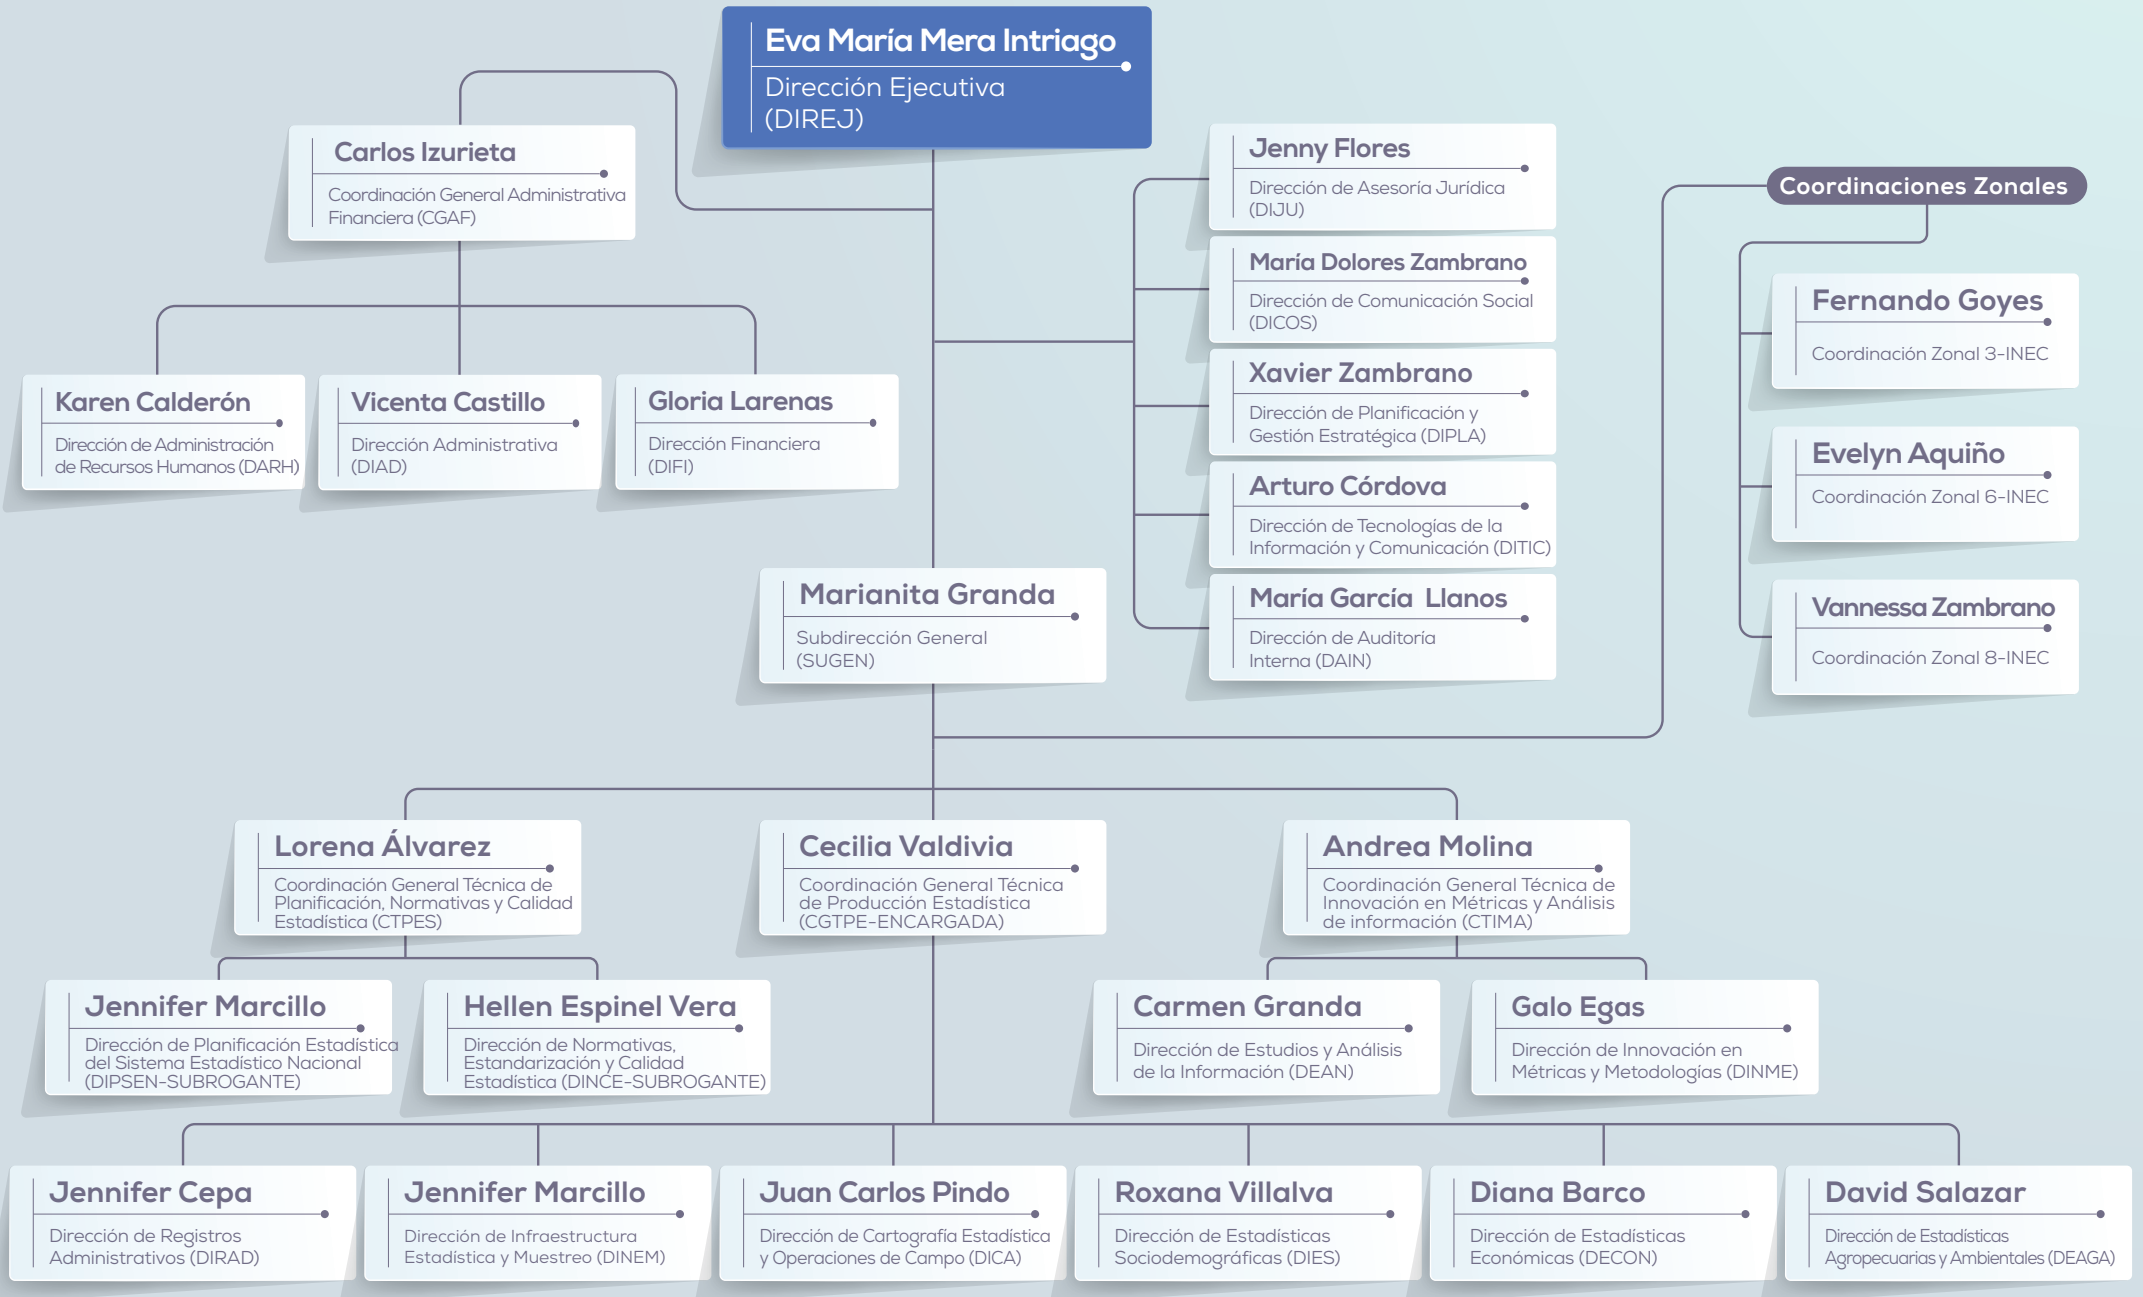 Eva María Mera Intriago
Dirección Ejecutiva
(DIREJ)
Carlos Izurieta
Coordinación General Administrativa
Financiera (CGAF)
Karen Calderón
Dirección de Administración
de Recursos Humanos (DARH)
Vicenta Castillo
Dirección Administrativa
(DIAD)
Gloria Larenas
Dirección Financiera
(DIFI)
Jenny Flores
Dirección de Asesoría Jurídica
(DIJU)
María Dolores Zambrano
Dirección de Comunicación Social
(DICOS)
Xavier Zambrano
Dirección de Planificación y
Gestión Estratégica (DIPLA)
Arturo Córdova
Dirección de Tecnologías de la
Información y Comunicación (DITIC)
María García Llanos
Dirección de Auditoría
Interna (DAIN)
Coordinaciones Zonales
Fernando Goyes
Coordinación Zonal 3-INEC
Evelyn Aquiño
Coordinación Zonal 6-INEC
Vannessa Zambrano
Coordinación Zonal 8-INEC
Marianita Granda
Subdirección General
(SUGEN)
Lorena Álvarez
Coordinación General Técnica de
Planificación, Normativas y Calidad
Estadística (CTPES)
Cecilia Valdivia
Coordinación General Técnica
de Producción Estadística
(CGTPE-ENCARGADA)
Andrea Molina
Coordinación General Técnica de
Innovación en Métricas y Análisis
de información (CTIMA)
Jennifer Marcillo
Dirección de Planificación Estadística
del Sistema Estadístico Nacional
(DIPSEN-SUBROGANTE)
Hellen Espinel Vera
Dirección de Normativas,
Estandarización y Calidad
Estadística (DINCE-SUBROGANTE)
Carmen Granda
Dirección de Estudios y Análisis
de la Información (DEAN)
Galo Egas
Dirección de Innovación en
Métricas y Metodologías (DINME)
Jennifer Cepa
Dirección de Registros
Administrativos (DIRAD)
Jennifer Marcillo
Dirección de Infraestructura
Estadística y Muestreo (DINEM)
Juan Carlos Pindo
Dirección de Cartografía Estadística
y Operaciones de Campo (DICA)
Roxana Villalva
Dirección de Estadísticas
Sociodemográficas (DIES)
Diana Barco
Dirección de Estadísticas
Económicas (DECON)
David Salazar
Dirección de Estadísticas
Agropecuarias y Ambientales (DEAGA)